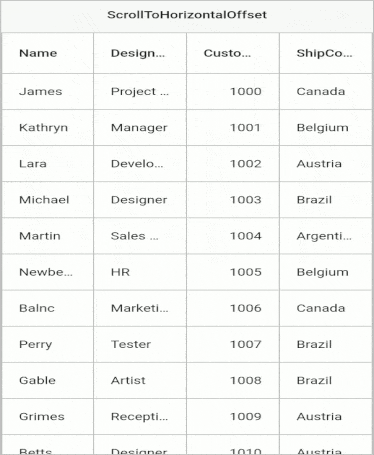 ScrollToHorizontalOffset
Name Design... Custo... ShipCo...
James Project ... 1000 Canada
Kathryn Manager 1001 Belgium
Lara Develo... 1002 Austria
Michael Designer 1003 Brazil
Martin Sales ... 1004 Argenti...
Newbe... HR 1005 Belgium
Balnc Marketi... 1006 Canada
Perry Tester 1007 Brazil
Gable Artist 1008 Brazil
Grimes Recepti... 1009 Austria
Betts Designer 1010 Austria